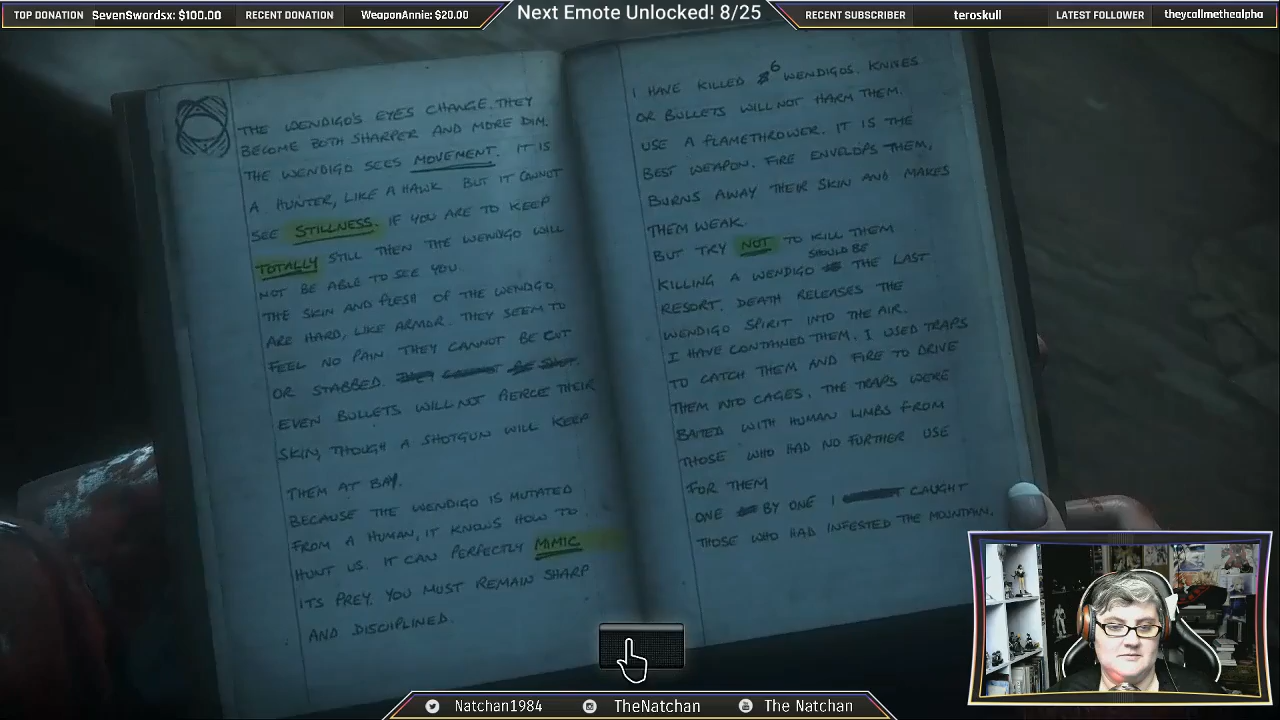 TOP DONATION SevenSwordsx: $100.00 RECENT DONATION WeaponAnnie: $20.00 Next Emote Unlocked! 8/25 RECENT SUBSCRIBER teroskull LATEST FOLLOWER theycallmethealpha
THE WENDIGO'S EYES CHANGE. THEY
BECOME BOTH SHARPER AND MORE DIM.
THE WENDIGO SEES MOVEMENT. IT IS
A HUNTER, LIKE A HAWK. BUT IT CANNOT
SEE STILLNESS. IF YOU ARE TO KEEP
TOTALLY STILL THEN THE WENDIGO WILL
NOT BE ABLE TO SEE YOU.
THE SKIN AND FLESH OF THE WENDIGO
ARE HARD, LIKE ARMOR. THEY SEEM TO
FEEL NO PAIN. THEY CANNOT BE CUT
OR STABBED. THEY CANNOT BE SHOT.
EVEN BULLETS WILL NOT PIERCE THEIR
SKIN, THOUGH A SHOTGUN WILL KEEP
THEM AT BAY.
BECAUSE THE WENDIGO IS MUTATED
FROM A HUMAN, IT KNOWS HOW TO
HUNT US. IT CAN PERFECTLY MIMIC
ITS PREY. YOU MUST REMAIN SHARP
AND DISCIPLINED.
I HAVE KILLED 6 WENDIGOS. KNIVES
OR BULLETS WILL NOT HARM THEM.
USE A FLAMETHROWER. IT IS THE
BEST WEAPON. FIRE ENVELOPS THEM,
BURNS AWAY THEIR SKIN AND MAKES
THEM WEAK.
BUT TRY NOT TO KILL THEM
SHOULD BE
KILLING A WENDIGO THE LAST
RESORT. DEATH RELEASES THE
WENDIGO SPIRIT INTO THE AIR.
I HAVE CONTAINED THEM. I USED TRAPS
TO CATCH THEM AND FIRE TO DRIVE
THEM INTO CAGES. THE TRAPS WERE
BAITED WITH HUMAN LIMBS FROM
THOSE WHO HAD NO FURTHER USE
FOR THEM
ONE BY ONE I CAUGHT
THOSE WHO HAD INFESTED THE MOUNTAIN.
Natchan1984 TheNatchan The Natchan